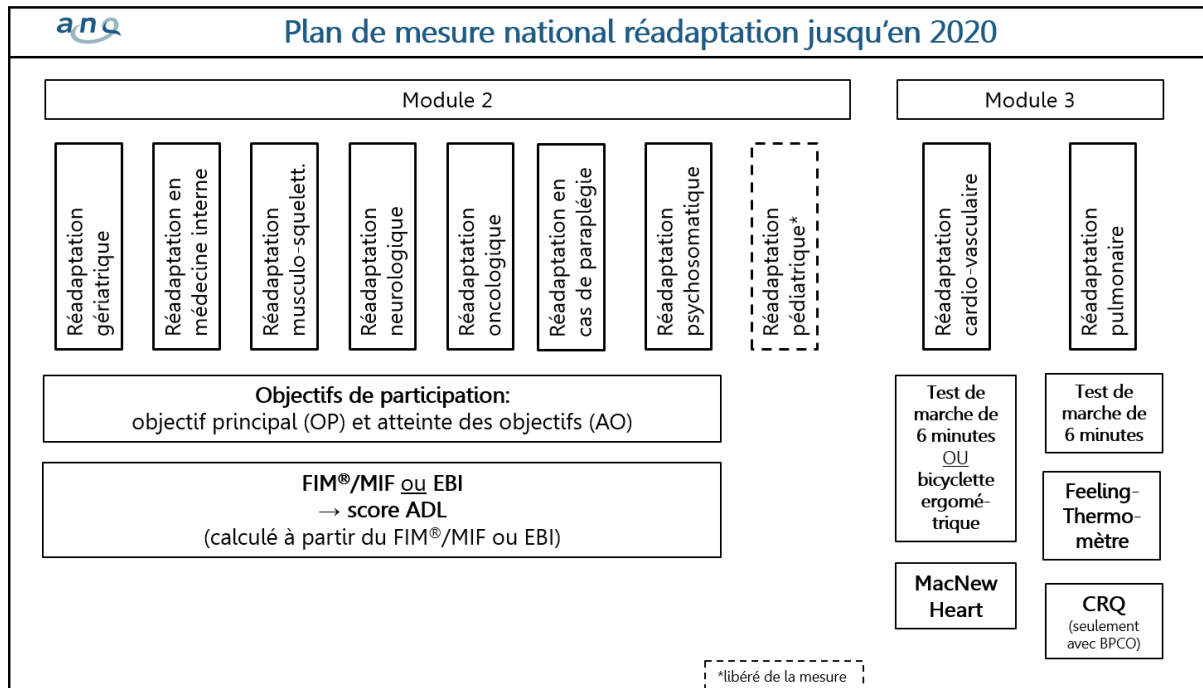 anq
Plan de mesure national réadaptation jusqu‘en 2020
Module 2
Module 3
Réadaptation
gériatrique
Réadaptation en
médecine interne
Réadaptation
musculo-squelett.
Réadaptation
neurologique
Réadaptation
oncologique
Réadaptation en
cas de paraplégie
Réadaptation
psychosomatique
Réadaptation
pédiatrique*
Réadaptation
cardio-vasculaire
Réadaptation
pulmonaire
Objectifs de participation:
objectif principal (OP) et atteinte des objectifs (AO)
FIM®/MIF ou EBI
→ score ADL
(calculé à partir du FIM®/MIF ou EBI)
Test de
marche de
6 minutes
OU
bicyclette
ergomé-
trique
MacNew
Heart
Test de
marche de
6 minutes
Feeling-
Thermo-
mètre
CRQ
(seulement
avec BPCO)
*libéré de la mesure